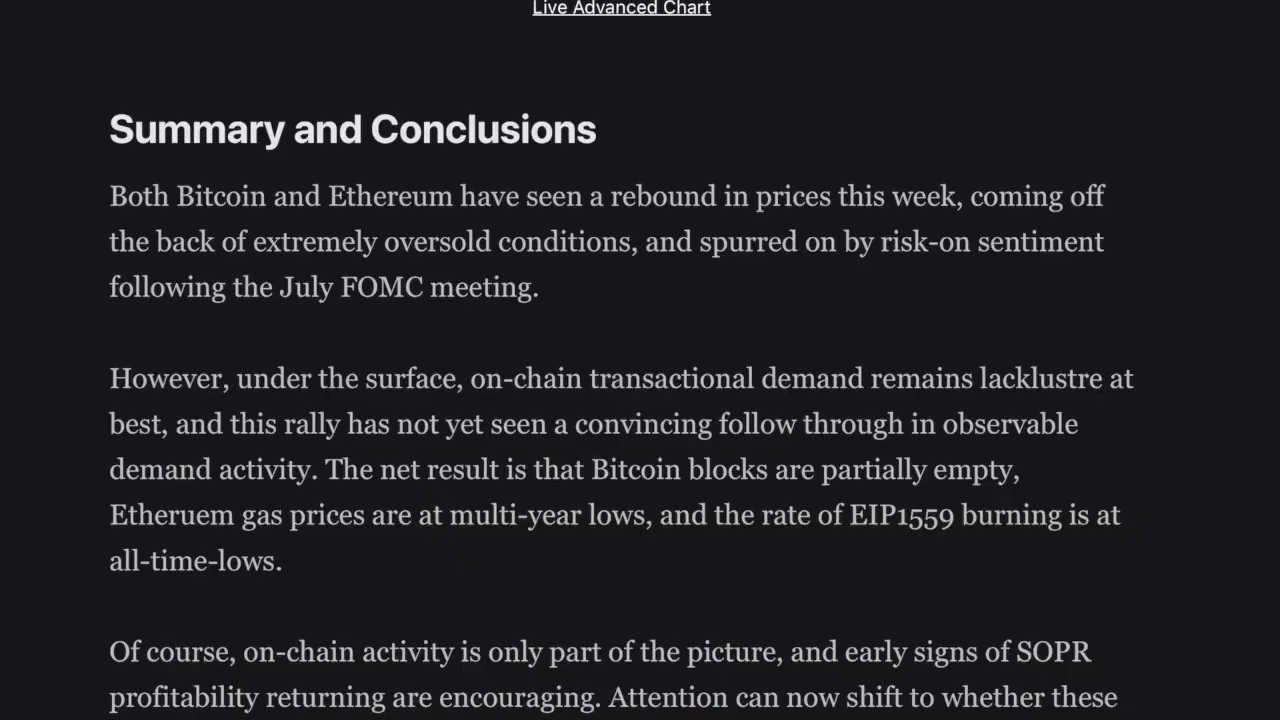 Live Advanced Chart
Summary and Conclusions
Both Bitcoin and Ethereum have seen a rebound in prices this week, coming off
the back of extremely oversold conditions, and spurred on by risk-on sentiment
following the July FOMC meeting.
However, under the surface, on-chain transactional demand remains lacklustre at
best, and this rally has not yet seen a convincing follow through in observable
demand activity. The net result is that Bitcoin blocks are partially empty,
Etheruem gas prices are at multi-year lows, and the rate of EIP1559 burning is at
all-time-lows.
Of course, on-chain activity is only part of the picture, and early signs of SOPR
profitability returning are encouraging. Attention can now shift to whether these